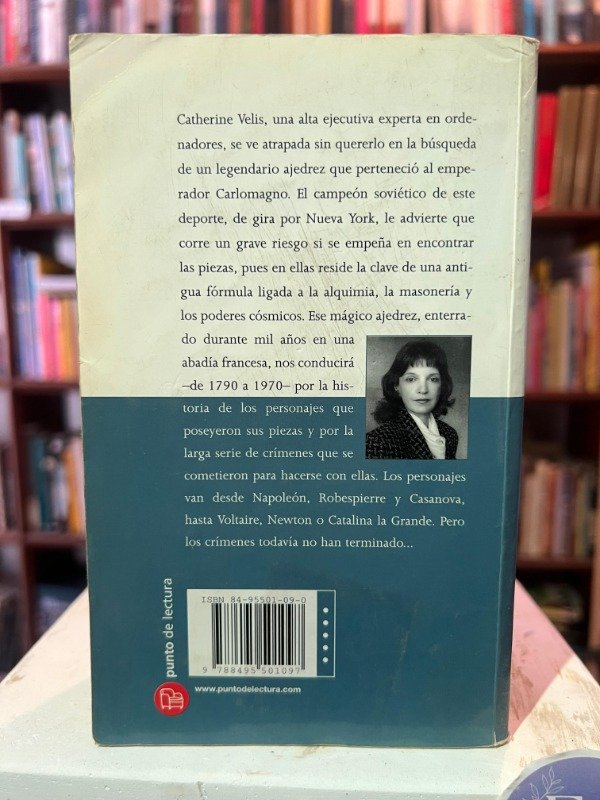 Catherine Velis, una alta ejecutiva experta en orde-
nadores, se ve atrapada sin quererlo en la búsqueda
de un legendario ajedrez que perteneció al empe-
rador Carlomagno. El campeón soviético de este
deporte, de gira por Nueva York, le advierte que
corre un grave riesgo si se empeña en encontrar
las piezas, pues en ellas reside la clave de una anti-
gua fórmula ligada a la alquimia, la masonería y
los poderes cósmicos. Ese mágico ajedrez, enterra-
do durante mil años en una
abadía francesa, nos conducirá
–de 1790 a 1970– por la his-
toria de los personajes que
poseyeron sus piezas y por la
larga serie de crímenes que se
cometieron para hacerse con ellas. Los personajes
van desde Napoleón, Robespierre y Casanova,
hasta Voltaire, Newton o Catalina la Grande. Pero
los crímenes todavía no han terminado...
punto de lectura
ISBN 84-95501-09-0
9 788495 501097
www.puntodelectura.com